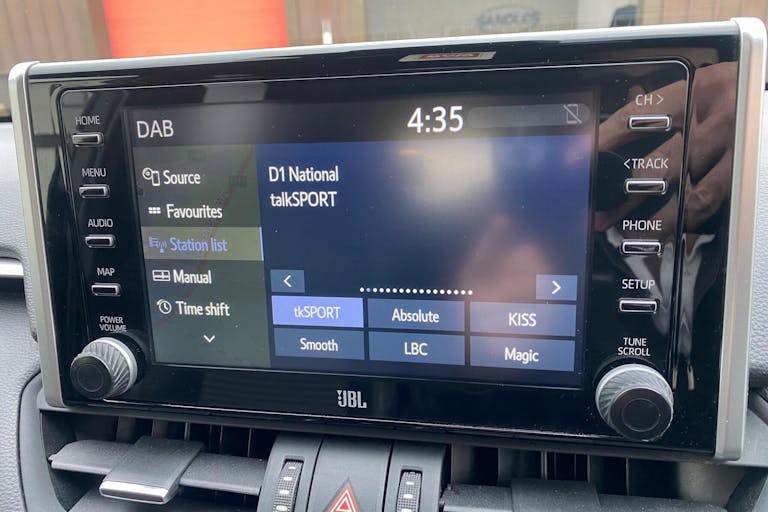 SANDLES
DAB
4:35
HOME
MENU
AUDIO
MAP
POWER
VOLUME
Source
Favourites
Station list
Manual
Time shift
D1 National
talkSPORT
<
>
tkSPORT
Absolute
KISS
Smooth
LBC
Magic
CH >
< TRACK
PHONE
SETUP
TUNE
SCROLL
JBL